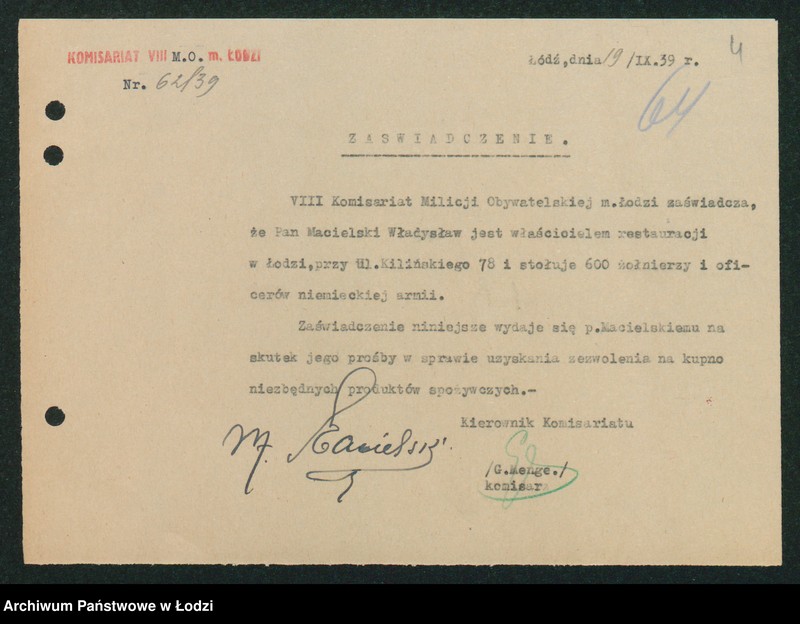 KOMISARIAT VIII M.O. m. ŁODZI
Nr. 62/39
Łódź,dnia 19/IX.39 r.
4
64
ZASWIADCZENIE.
VIII Komisariat Milicji Obywatelskiej m.Łodzi zaświadcza,
że Pan Macielski Władysław jest właścicielem restauracji
w Łodzi,przy Ul.Kilińskiego 78 i stołuje 600 żołnierzy i ofi-
cerów niemieckiej armii.
Zaświadczenie niniejsze wydaje się p.Macielskiemu na
skutek jego prośby w sprawie uzyskania zezwolenia na kupno
niezbędnych produktów spożywczych.-
Kierownik Komisariatu
/G.Menge./
komisarz
Archiwum Państwowe w Łodzi